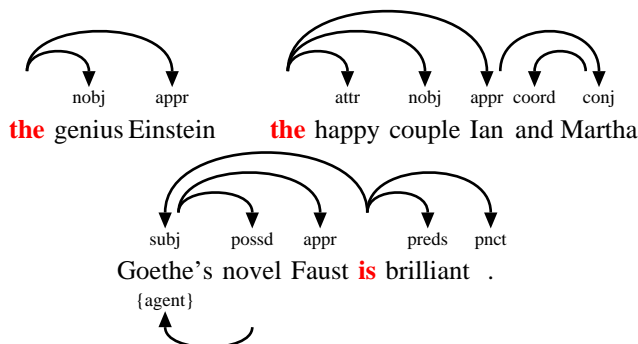 nobj appr
attr nobj appr coord conj
the genius Einstein the happy couple Ian and Martha
subj possd appr preds pnct
Goethe's novel Faust is brilliant .
{agent}